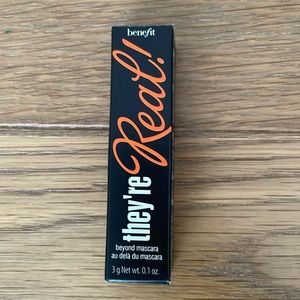 benefit
they're Real!
beyond mascara
au delà du mascara
3 g Net wt. 0.1 oz.